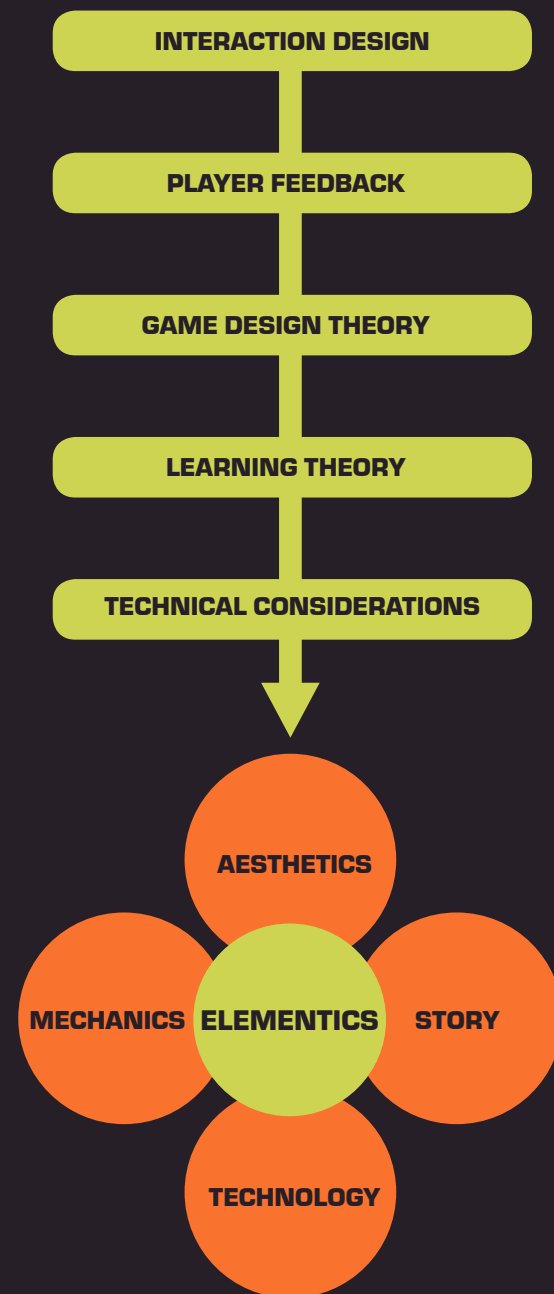 INTERACTION DESIGN
PLAYER FEEDBACK
GAME DESIGN THEORY
LEARNING THEORY
TECHNICAL CONSIDERATIONS
AESTHETICS
MECHANICS
ELEMENTICS
STORY
TECHNOLOGY